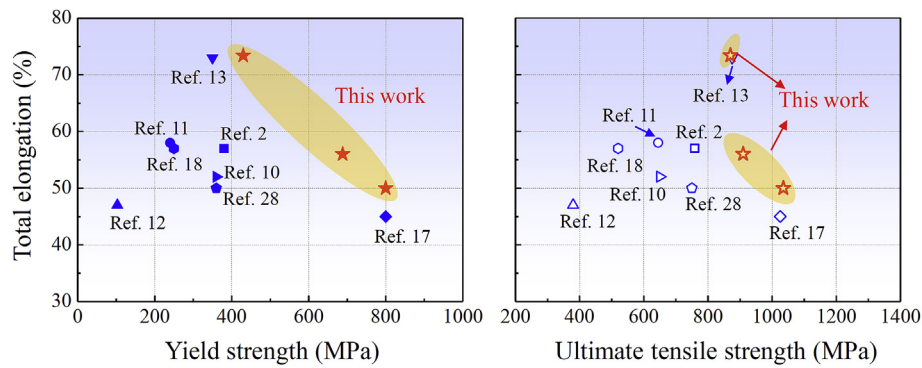 Total elongation (%)
80
70
60
50
40
30
Ref. 13
This work
Ref. 11
Ref. 2
Ref. 18
Ref. 10
Ref. 28
Ref. 12
Ref. 17
0
200
400
600
800
1000
Yield strength (MPa)
Ref. 13
This work
Ref. 11
Ref. 2
Ref. 18
Ref. 10
Ref. 28
Ref. 12
Ref. 17
200
400
600
800
1000
1200
1400
Ultimate tensile strength (MPa)